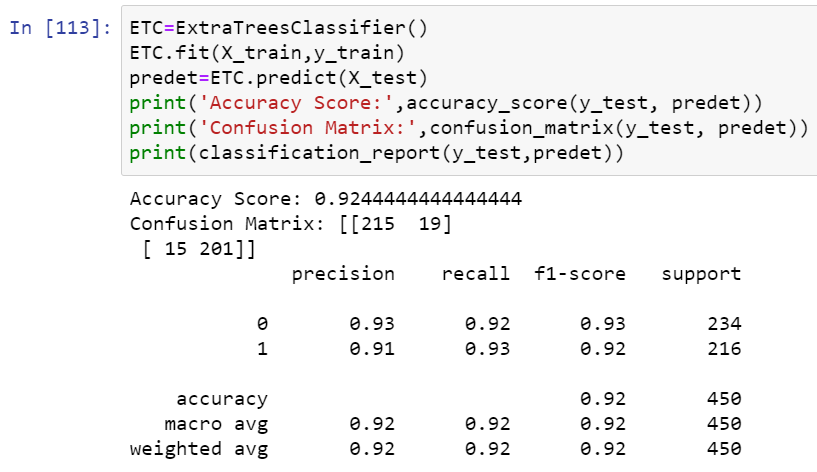 In [113]: ETC=ExtraTreesClassifier()
ETC.fit(X_train,y_train)
predet=ETC.predict(X_test)
print('Accuracy Score:',accuracy_score(y_test, predet))
print('Confusion Matrix:',confusion_matrix(y_test, predet))
print(classification_report(y_test,predet))
Accuracy Score: 0.9244444444444444
Confusion Matrix: [[215  19]
 [ 15 201]]
              precision    recall  f1-score   support
           0       0.93      0.92      0.93       234
           1       0.91      0.93      0.92       216
    accuracy                           0.92       450
   macro avg       0.92      0.92      0.92       450
weighted avg       0.92      0.92      0.92       450